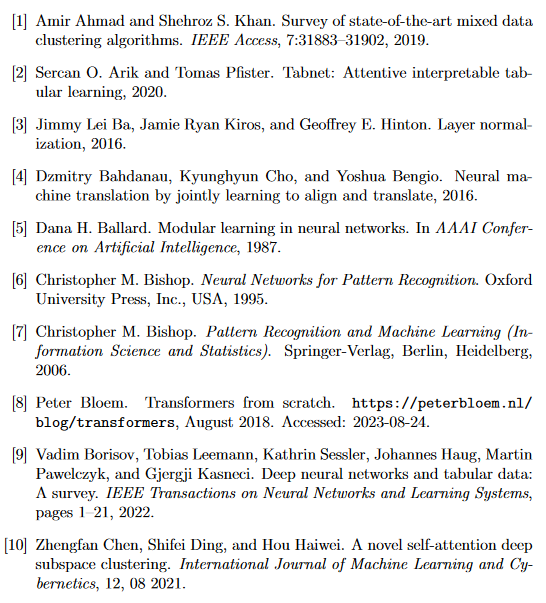 [1] Amir Ahmad and Shehroz S. Khan. Survey of state-of-the-art mixed data
clustering algorithms. IEEE Access, 7:31883–31902, 2019.
[2] Sercan O. Arik and Tomas Pfister. Tabnet: Attentive interpretable tab-
ular learning, 2020.
[3] Jimmy Lei Ba, Jamie Ryan Kiros, and Geoffrey E. Hinton. Layer normal-
ization, 2016.
[4] Dzmitry Bahdanau, Kyunghyun Cho, and Yoshua Bengio. Neural ma-
chine translation by jointly learning to align and translate, 2016.
[5] Dana H. Ballard. Modular learning in neural networks. In AAAI Confer-
ence on Artificial Intelligence, 1987.
[6] Christopher M. Bishop. Neural Networks for Pattern Recognition. Oxford
University Press, Inc., USA, 1995.
[7] Christopher M. Bishop. Pattern Recognition and Machine Learning (In-
formation Science and Statistics). Springer-Verlag, Berlin, Heidelberg,
2006.
[8] Peter Bloem. Transformers from scratch. https://peterbloem.nl/
blog/transformers, August 2018. Accessed: 2023-08-24.
[9] Vadim Borisov, Tobias Leemann, Kathrin Sessler, Johannes Haug, Martin
Pawelczyk, and Gjergji Kasneci. Deep neural networks and tabular data:
A survey. IEEE Transactions on Neural Networks and Learning Systems,
pages 1–21, 2022.
[10] Zhengfan Chen, Shifei Ding, and Hou Haiwei. A novel self-attention deep
subspace clustering. International Journal of Machine Learning and Cy-
bernetics, 12, 08 2021.